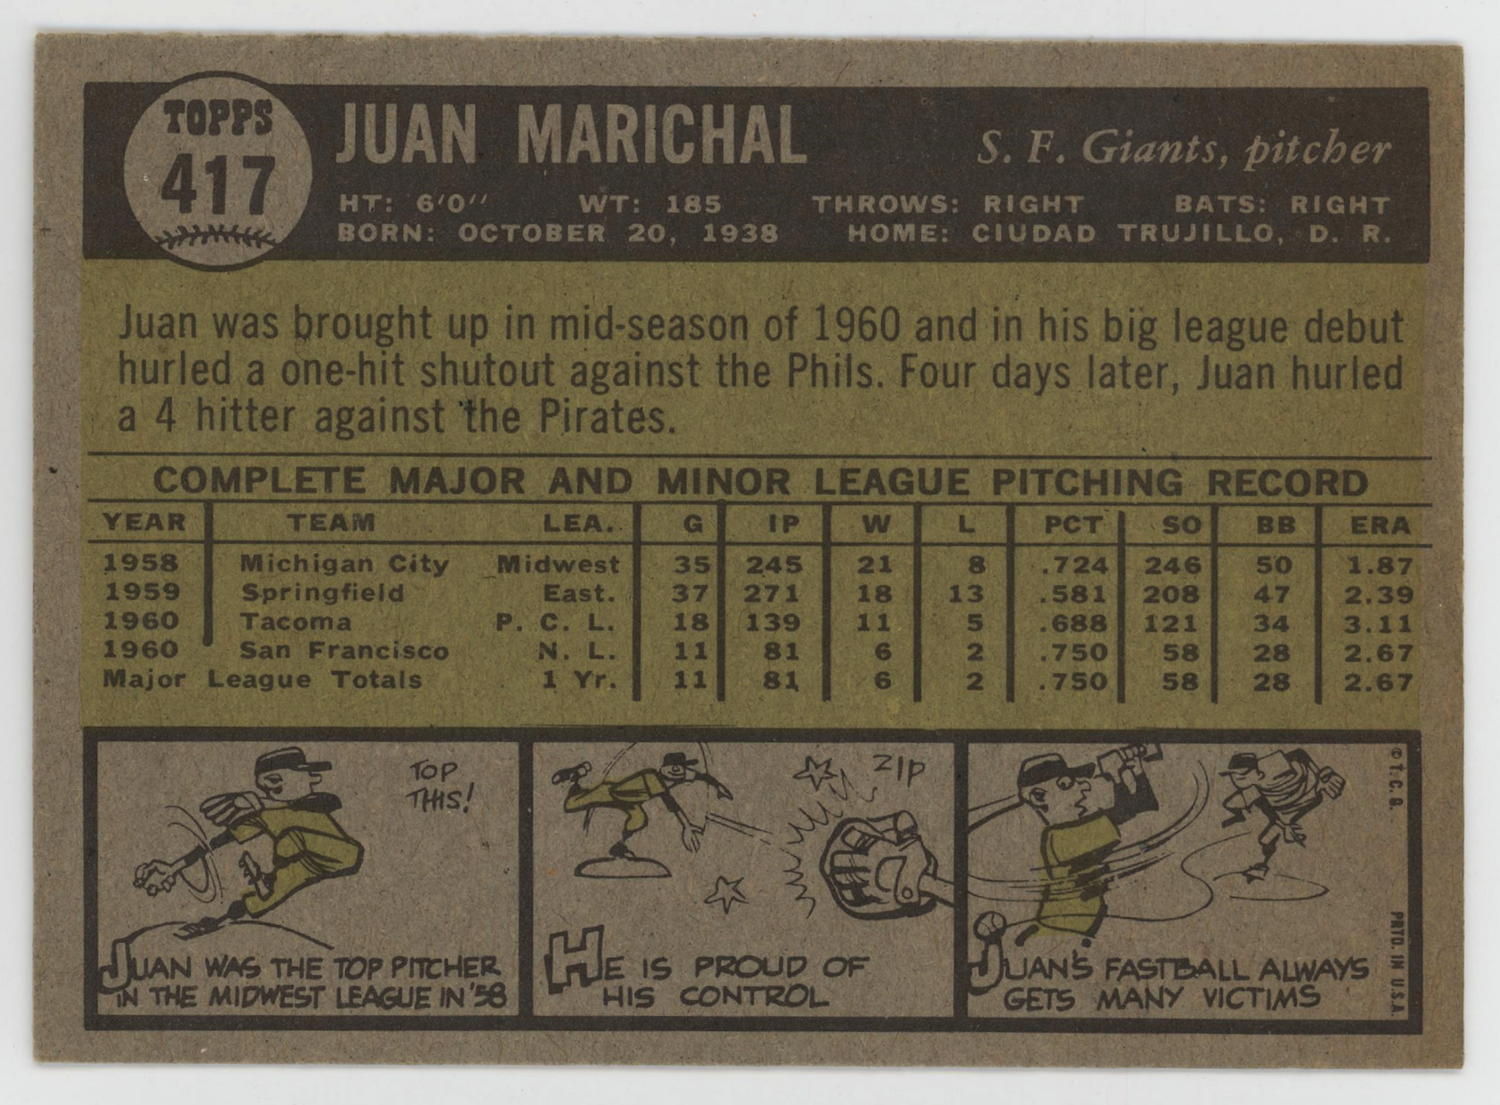 TOPPS
417
JUAN MARICHAL
S. F. Giants, pitcher
HT: 6'0" WT: 185 THROWS: RIGHT BATS: RIGHT
BORN: OCTOBER 20, 1938 HOME: CIUDAD TRUJILLO, D. R.
Juan was brought up in mid-season of 1960 and in his big league debut
hurled a one-hit shutout against the Phils. Four days later, Juan hurled
a 4 hitter against the Pirates.
COMPLETE MAJOR AND MINOR LEAGUE PITCHING RECORD
YEAR TEAM LEA. G IP W L PCT SO BB ERA
1958 Michigan City Midwest 35 245 21 8 .724 246 50 1.87
1959 Springfield East. 37 271 18 13 .581 208 47 2.39
1960 Tacoma P. C. L. 18 139 11 5 .688 121 34 3.11
1960 San Francisco N. L. 11 81 6 2 .750 58 28 2.67
Major League Totals 1 Yr. 11 81 6 2 .750 58 28 2.67
TOP
THIS!
JUAN WAS THE TOP PITCHER
IN THE MIDWEST LEAGUE IN '58
ZIP
HE IS PROUD OF
HIS CONTROL
JUAN'S FASTBALL ALWAYS
GETS MANY VICTIMS
© T.C.G.
PRTD. IN U.S.A.